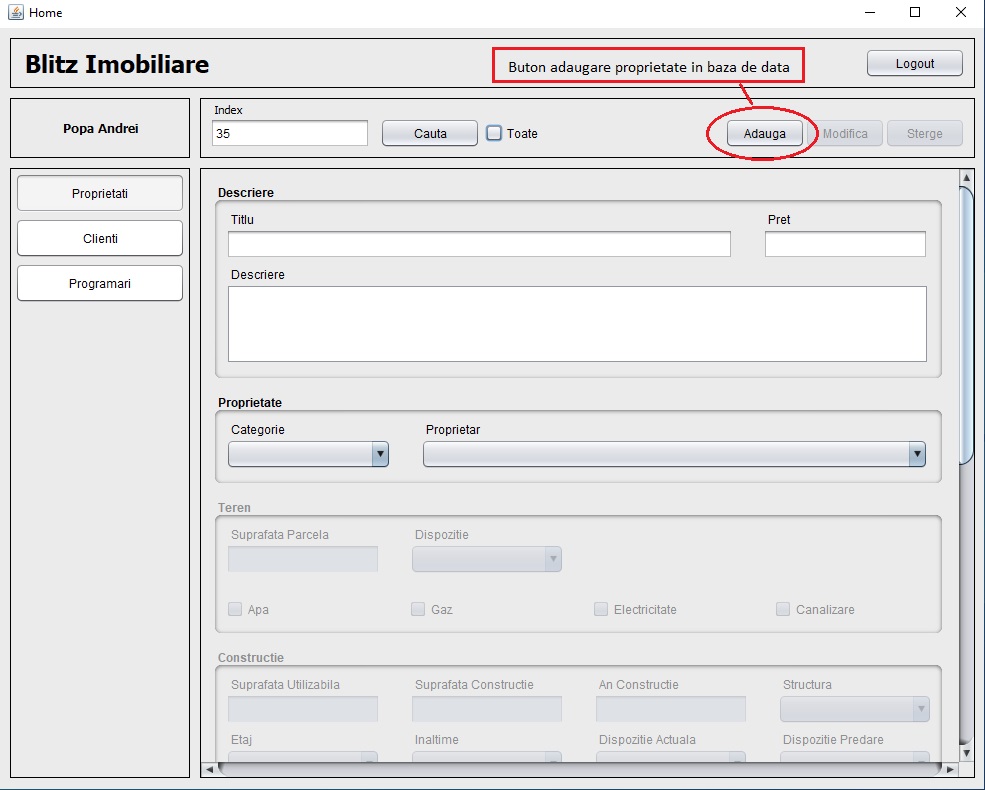 Home
Blitz Imobiliare
Buton adaugare proprietate in baza de data
Logout
Popa Andrei
Index
35
Cauta
Toate
Adauga
Modifica
Sterge
Proprietati
Clienti
Programari
Descriere
Titlu
Pret
Descriere
Proprietate
Categorie
Proprietar
Teren
Suprafata Parcela
Dispozitie
Apa
Gaz
Electricitate
Canalizare
Constructie
Suprafata Utilizabila
Suprafata Constructie
An Constructie
Structura
Etaj
Inaltime
Dispozitie Actuala
Dispozitie Predare